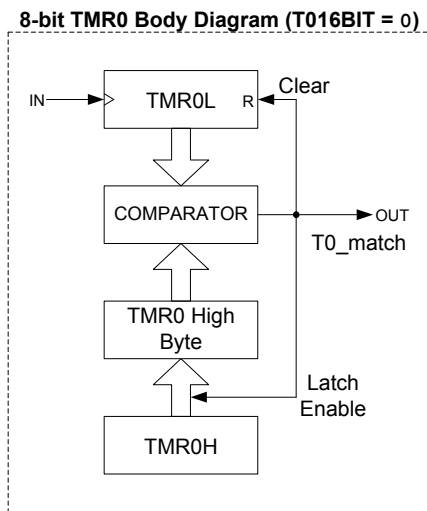 8-bit TMR0 Body Diagram (T016BIT = 0)
IN
TMR0L
R
Clear
COMPARATOR
OUT
T0_match
TMR0 High
Byte
Latch
Enable
TMR0H